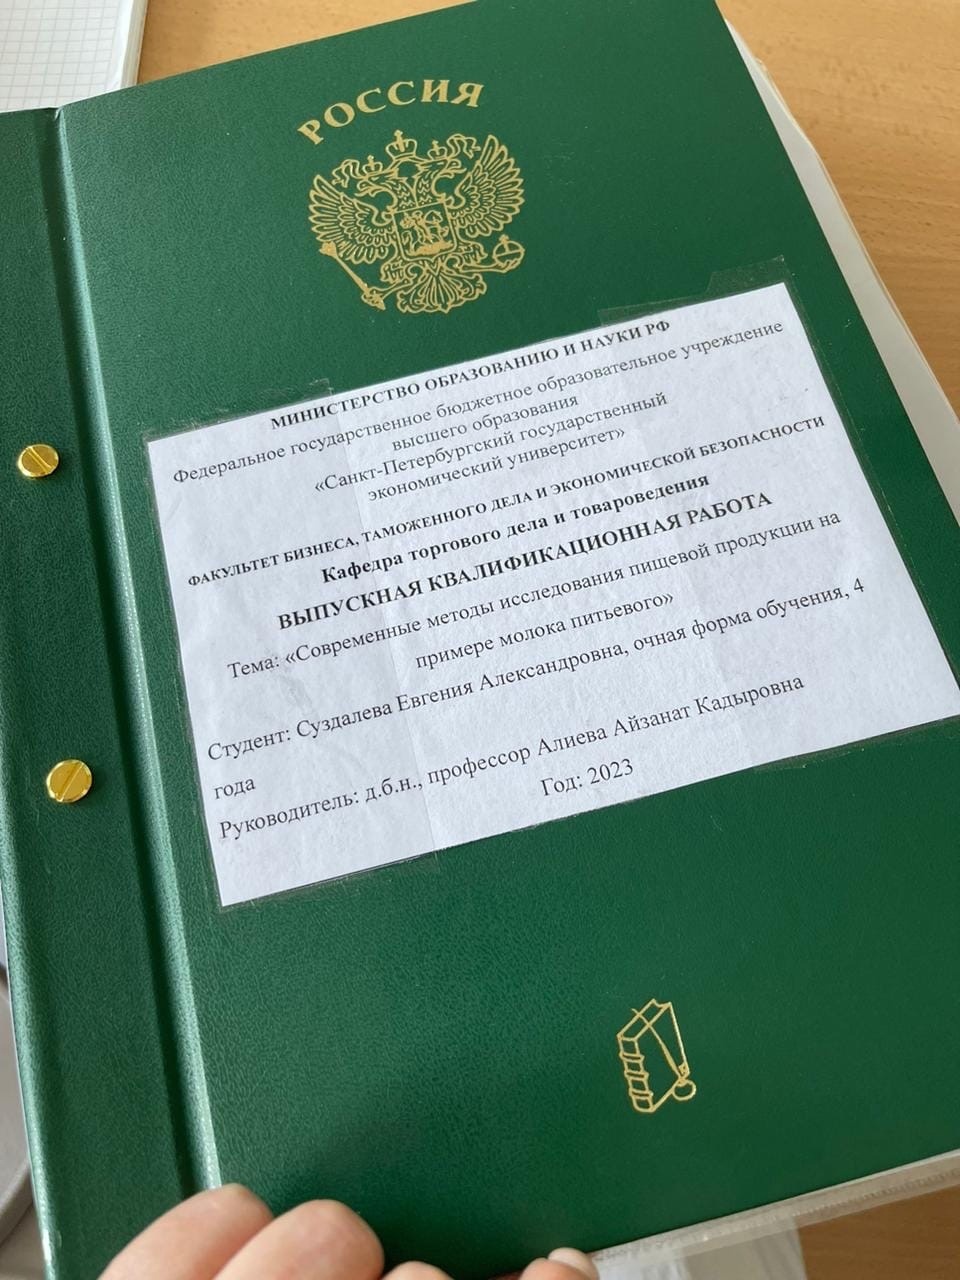 РОССИЯ
МИНИСТЕРСТВО ОБРАЗОВАНИЮ И НАУКИ РФ
Федеральное государственное бюджетное образовательное учреждение
высшего образования
«Санкт-Петербургский государственный
экономический университет»
ФАКУЛЬТЕТ БИЗНЕСА, ТАМОЖЕННОГО ДЕЛА И ЭКОНОМИЧЕСКОЙ БЕЗОПАСНОСТИ
Кафедра торгового дела и товароведения
ВЫПУСКНАЯ КВАЛИФИКАЦИОННАЯ РАБОТА
Тема: «Современные методы исследования пищевой продукции на
примере молока питьевого»
Студент: Суздалева Евгения Александровна, очная форма обучения, 4
года
Руководитель: д.б.н., профессор Алиева Айзанат Кадыровна
Год: 2023